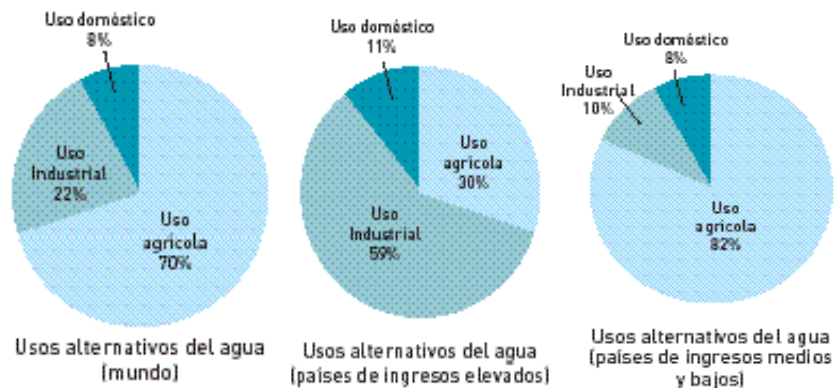 Uso doméstico
8%
Uso
Industrial
22%
Uso
agrícola
70%
Usos alternativos del agua
(mundo)
Uso doméstico
11%
Uso
agrícola
30%
Uso
Industrial
59%
Usos alternativos del agua
(países de ingresos elevados)
Uso doméstico
8%
Uso
Industrial
10%
Uso
agrícola
82%
Usos alternativos del agua
(países de ingresos medios
y bajos)